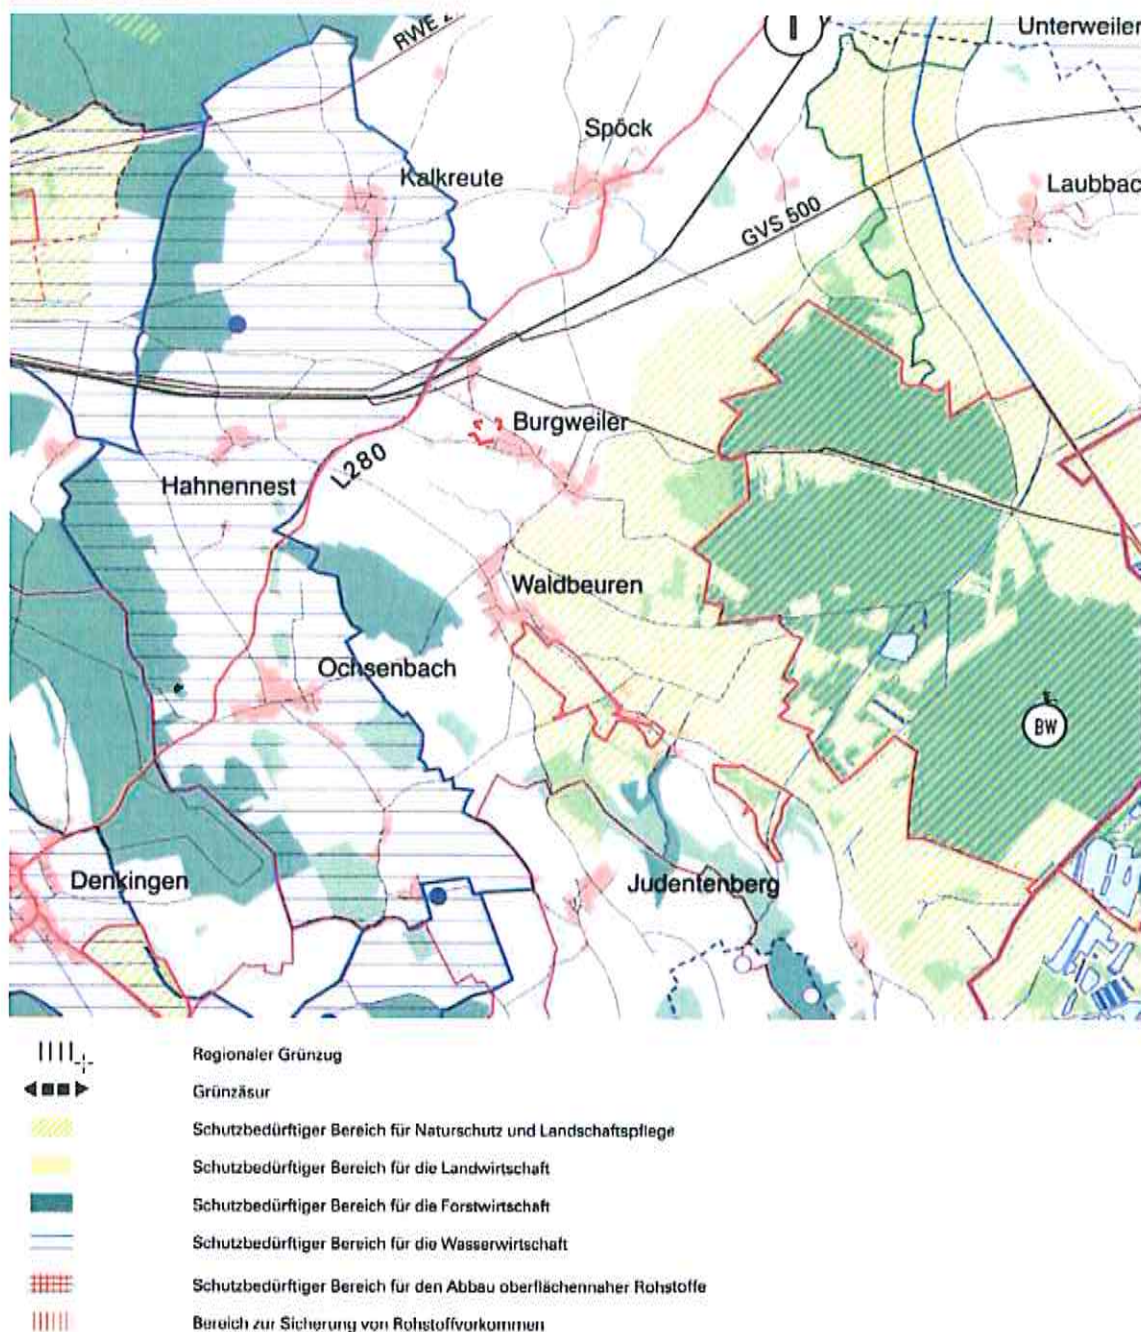 Unterweiler
RWE 2
I
Spöck
Kalkreute
Laubbac
GVS 500
Burgweiler
L280
Hahnennest
Waldbeuren
Ochsenbach
BW
Denkingen
Judentenberg
Regionaler Grünzug
Grünzäsur
Schutzbedürftiger Bereich für Naturschutz und Landschaftspflege
Schutzbedürftiger Bereich für die Landwirtschaft
Schutzbedürftiger Bereich für die Forstwirtschaft
Schutzbedürftiger Bereich für die Wasserwirtschaft
Schutzbedürftiger Bereich für den Abbau oberflächennaher Rohstoffe
Bereich zur Sicherung von Rohstoffvorkommen